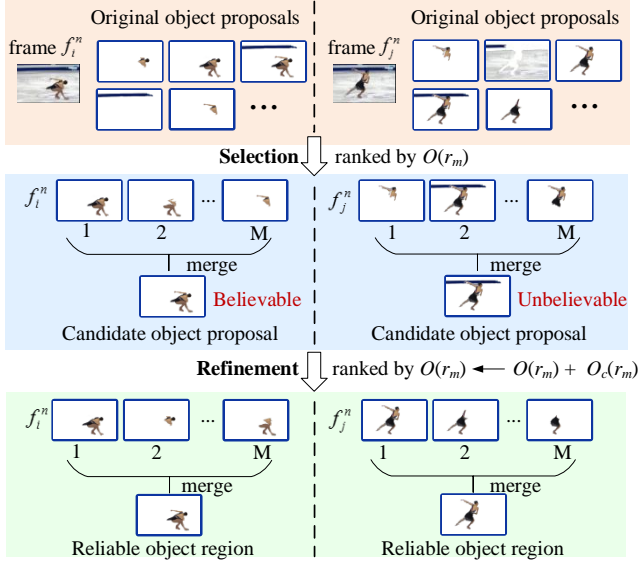 Original object proposals
Original object proposals
frame f_i^n
frame f_j^n
...
...
Selection ranked by O(r_m)
f_i^n
...
f_j^n
...
1 2 M
1 2 M
merge
merge
Believable
Unbelievable
Candidate object proposal
Candidate object proposal
Refinement ranked by O(r_m) ← O(r_m) + O_c(r_m)
f_i^n
...
f_j^n
...
1 2 M
1 2 M
merge
merge
Reliable object region
Reliable object region